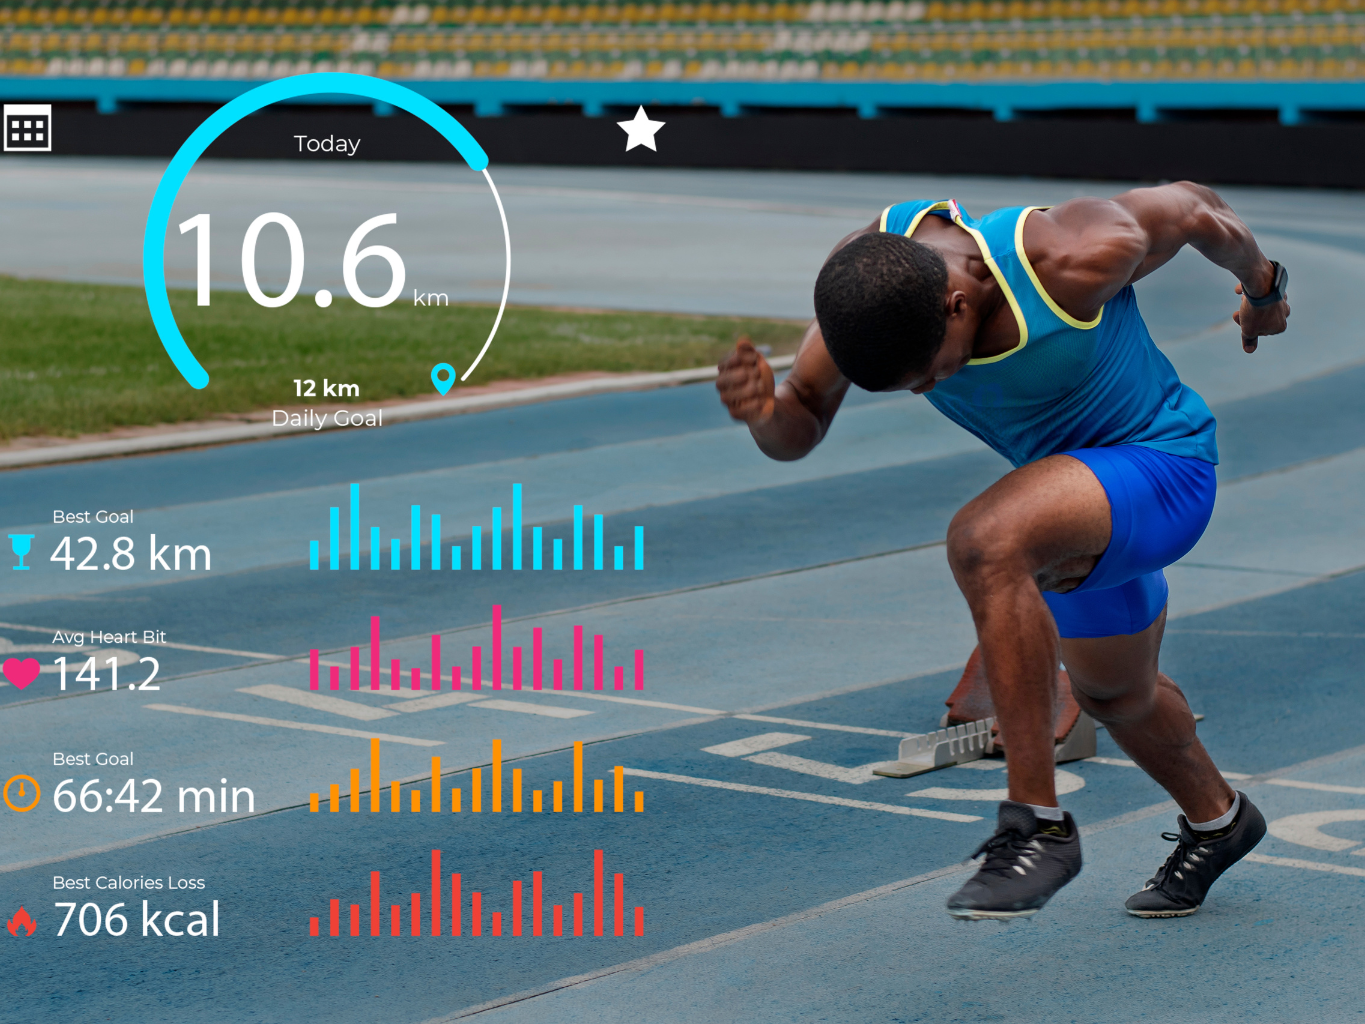 Today
10.6 km
12 km
Daily Goal
Best Goal
42.8 km
Avg Heart Bit
141.2
Best Goal
66:42 min
Best Calories Loss
706 kcal